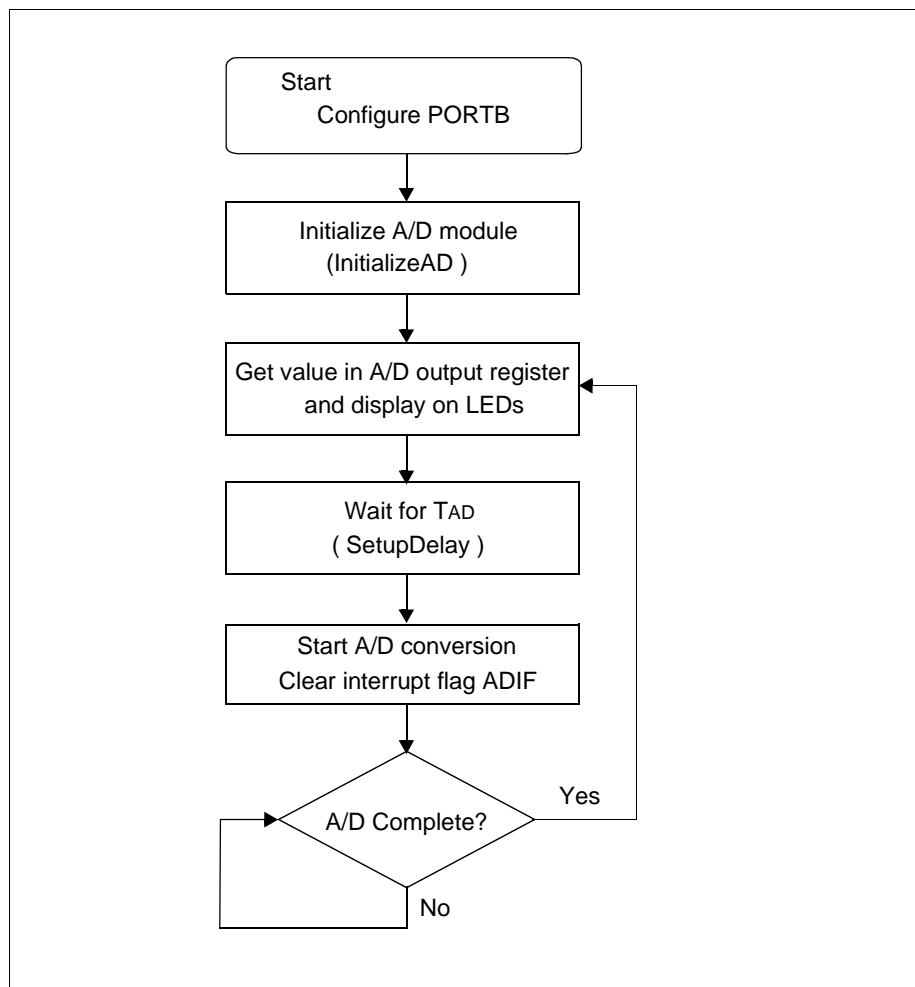 Start
Configure PORTB
Initialize A/D module
(InitializeAD )
Get value in A/D output register
and display on LEDs
Wait for TAD
( SetupDelay )
Start A/D conversion
Clear interrupt flag ADIF
Yes
A/D Complete?
No